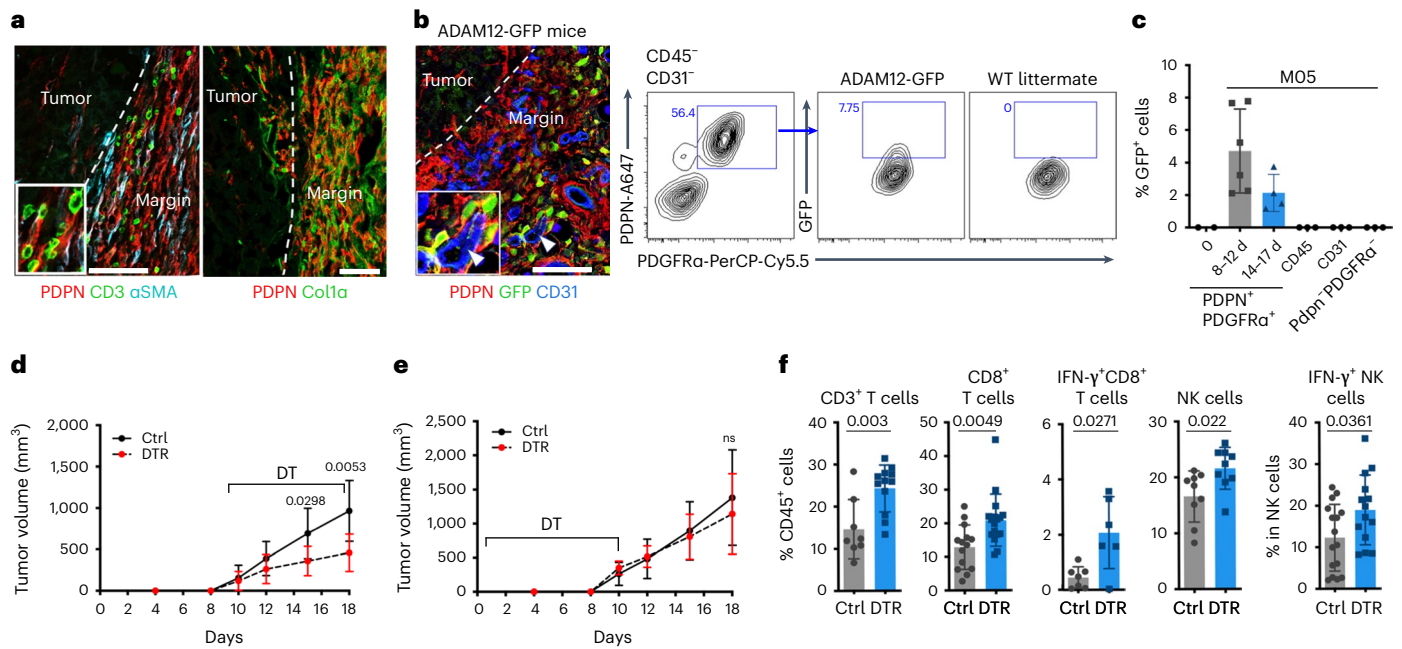 a
Tumor
Margin
PDPN CD3 αSMA
Tumor
Margin
PDPN Col1α
b
ADAM12-GFP mice
Tumor
Margin
PDPN GFP CD31
CD45⁻
CD31⁻
56.4
PDPN-A647
ADAM12-GFP
7.75
GFP
WT littermate
0
PDGFRα-PerCP-Cy5.5
c
MO5
% GFP⁺ cells
10
8
6
4
2
0
0
8–12 d
14–17 d
CD45⁺
CD31⁺
Pdpn⁻PDGFRα⁻
PDPN⁺
PDGFRα⁺
d
Tumor volume (mm³)
2,000
1,500
1,000
500
0
Ctrl
DTR
DT
0.0298
0.0053
0 2 4 6 8 10 12 14 16 18
Days
e
Tumor volume (mm³)
2,500
2,000
1,500
1,000
500
0
Ctrl
DTR
DT
ns
0 2 4 6 8 10 12 14 16 18
Days
f
% CD45⁺ cells
CD3⁺ T cells
0.003
40
30
20
10
0
Ctrl DTR
CD8⁺
T cells
0.0049
50
40
30
20
10
0
Ctrl DTR
IFN-γ⁺CD8⁺
T cells
0.0271
6
4
2
0
Ctrl DTR
NK cells
0.022
30
20
10
0
Ctrl DTR
IFN-γ⁺ NK
cells
0.0361
% in NK cells
40
30
20
10
0
Ctrl DTR